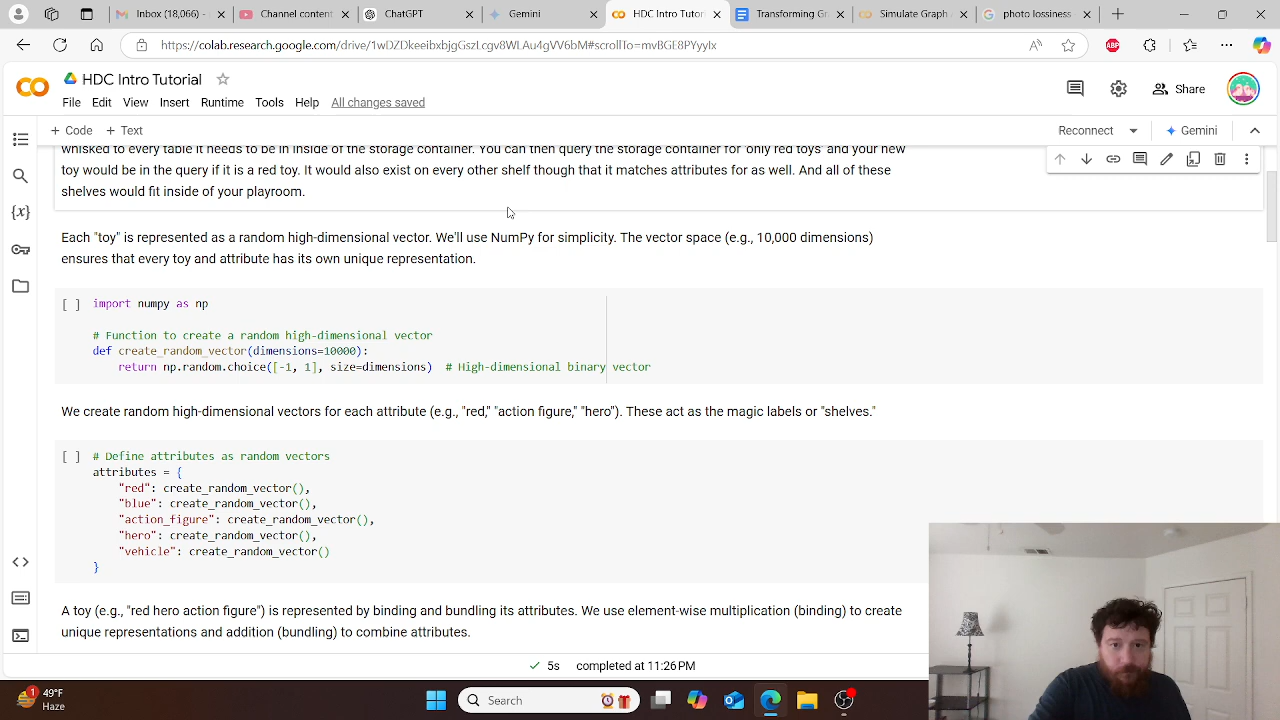 Inbox (18,066) -
Channel content
ChatGPT
Gemini
HDC Intro Tutori
Transforming Gr
Simulate Graph
photo losiness
https://colab.research.google.com/drive/1wDZDI
HDC Intro Tutorial
File Edit View Insert Runtime Tools Help All changes saved
Share
+ Code + Text
Reconnect
Gemini
whisked to every table it needs to be in inside of the storage container. You can then query the storage container for 'only red toys' and your new
toy would be in the query if it is a red toy. It would also exist on every other shelf though that it matches attributes for as well. And all of these
shelves would fit inside of your playroom.
Each "toy" is represented as a random high-dimensional vector. We'll use NumPy for simplicity. The vector space (e.g., 10,000 dimensions)
ensures that every toy and attribute has its own unique representation.
[ ] import numpy as np
# Function to create a random high-dimensional vector
def create_random_vector(dimensions=10000):
return np.random.choice([-1, 1], size=dimensions) # High-dimensional binary vector
We create random high-dimensional vectors for each attribute (e.g., "red," "action figure," "hero"). These act as the magic labels or "shelves."
[ ] # Define attributes as random vectors
attributes = {
"red": create_random_vector(),
"blue": create_random_vector(),
"action_figure": create_random_vector(),
"hero": create_random_vector(),
"vehicle": create_random_vector()
}
A toy (e.g., "red hero action figure") is represented by binding and bundling its attributes. We use element-wise multiplication (binding) to create
unique representations and addition (bundling) to combine attributes.
5s completed at 11:26 PM
1
49°F
Haze
Search